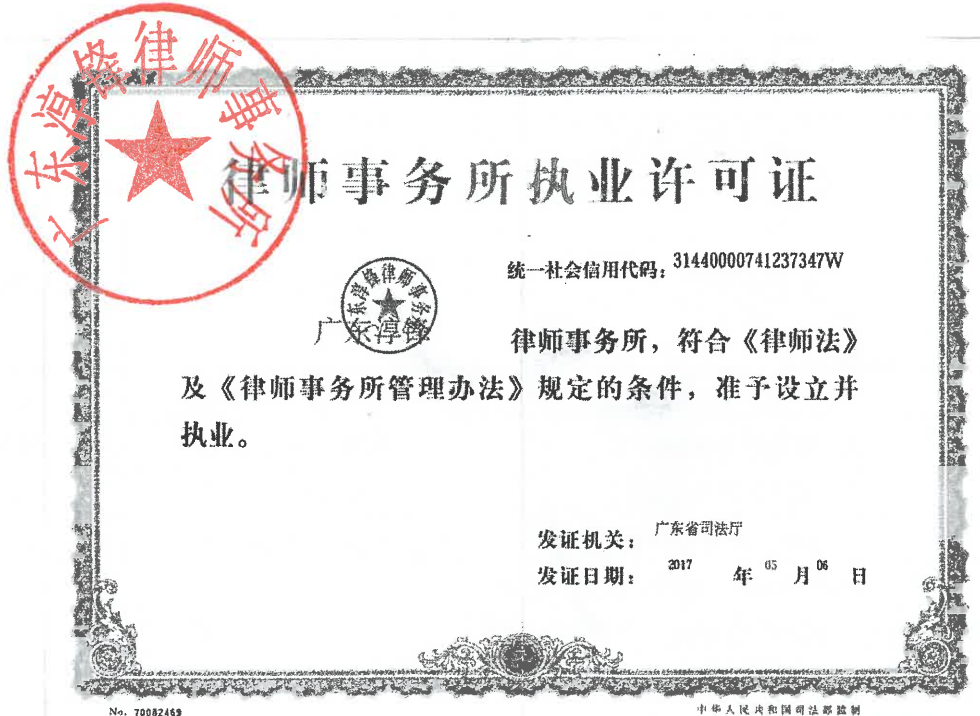 广东淳锋律师事务所
律师事务所执业许可证
统一社会信用代码：31440000741237347W
广东淳锋律师事务所
广东淳锋 律师事务所，符合《律师法》
及《律师事务所管理办法》规定的条件，准予设立并
执业。
发证机关：广东省司法厅
发证日期：2017 年 05 月 06 日
No. 70082469
中华人民共和国司法部监制